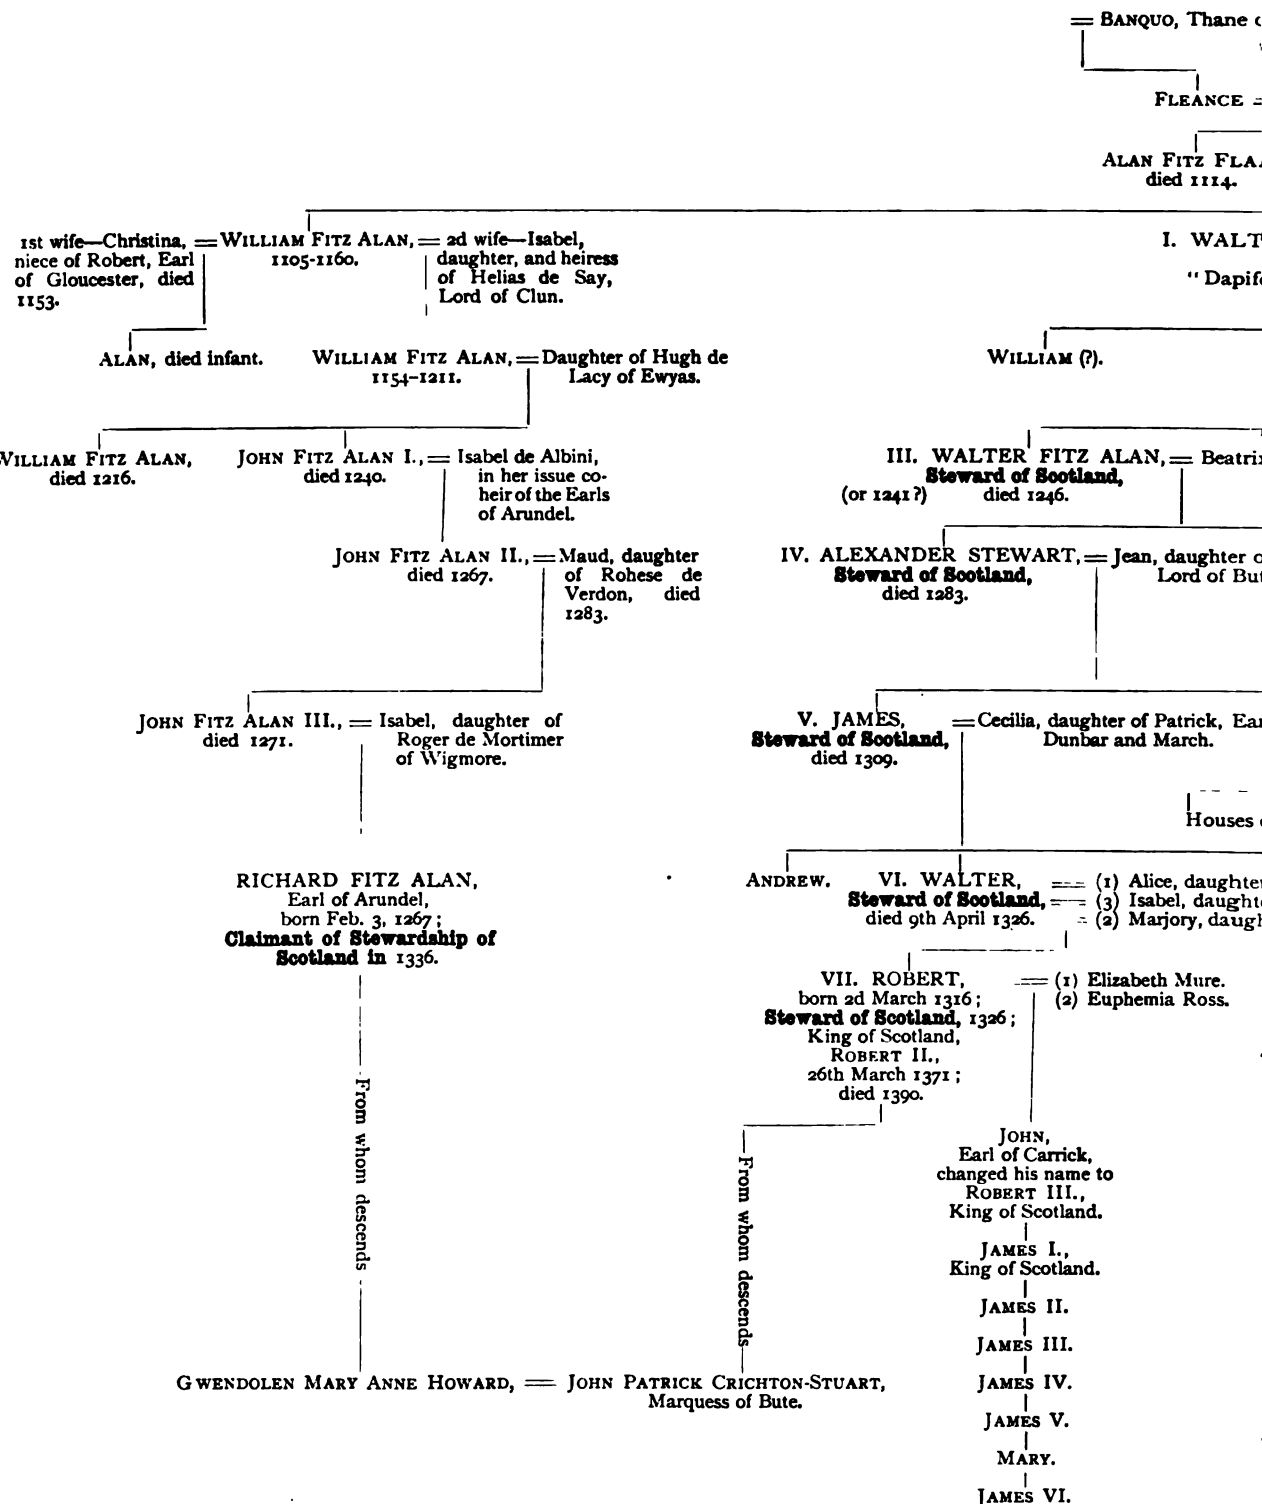 = BANQUO, Thane
FLEANCE =
ALAN FITZ FLA
died 1114.
1st wife—Christina,
niece of Robert, Earl
of Gloucester, died
1153.
= WILLIAM FITZ ALAN, =
1105-1160.
2d wife—Isabel,
daughter, and heiress
of Helias de Say,
Lord of Clun.
I. WALT
"Dapif
ALAN, died infant.
WILLIAM FITZ ALAN, =
1154-1211.
Daughter of Hugh de
Lacy of Ewyas.
WILLIAM (?).
WILLIAM FITZ ALAN,
died 1216.
JOHN FITZ ALAN I., =
died 1240.
Isabel de Albini,
in her issue co-
heir of the Earls
of Arundel.
III. WALTER FITZ ALAN, = Beatri
Steward of Scotland,
(or 1241?) died 1246.
JOHN FITZ ALAN II., =
died 1267.
Maud, daughter
of Rohese de
Verdon, died
1283.
IV. ALEXANDER STEWART, =
Steward of Scotland,
died 1283.
Jean, daughter o
Lord of But
JOHN FITZ ALAN III., =
died 1271.
Isabel, daughter of
Roger de Mortimer
of Wigmore.
V. JAMES,
Steward of Scotland,
died 1309.
= Cecilia, daughter of Patrick, Ear
Dunbar and March.
Houses
RICHARD FITZ ALAN,
Earl of Arundel,
born Feb. 3, 1267;
Claimant of Stewardship of
Scotland in 1336.
ANDREW.
VI. WALTER,
Steward of Scotland,
died 9th April 1326.
== (1) Alice, daughter
== (3) Isabel, daught
= (2) Marjory, daugh
VII. ROBERT,
born 2d March 1316;
Steward of Scotland, 1326;
King of Scotland,
ROBERT II.,
26th March 1371;
died 1390.
== (1) Elizabeth Mure.
(2) Euphemia Ross.
From whom descends
From whom descends
JOHN,
Earl of Carrick,
changed his name to
ROBERT III.,
King of Scotland.
JAMES I.,
King of Scotland.
JAMES II.
JAMES III.
GWENDOLEN MARY ANNE HOWARD, = JOHN PATRICK CRICHTON-STUART,
Marquess of Bute.
JAMES IV.
JAMES V.
MARY.
JAMES VI.